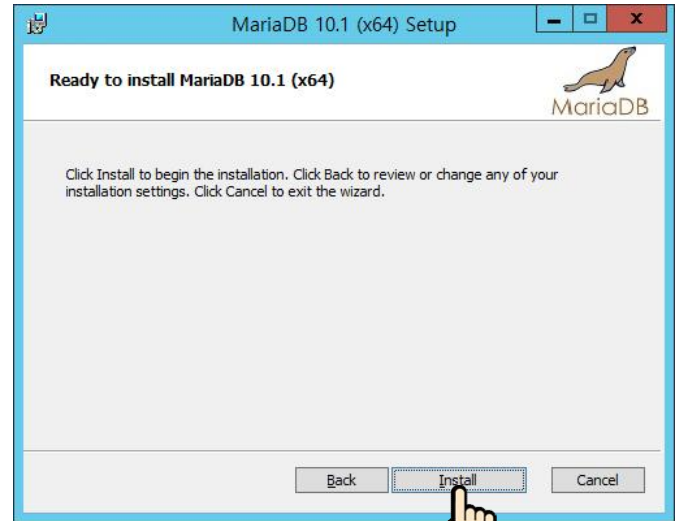 MariaDB 10.1 (x64) Setup
Ready to install MariaDB 10.1 (x64)
MariaDB
Click Install to begin the installation. Click Back to review or change any of your
installation settings. Click Cancel to exit the wizard.
Back Install Cancel